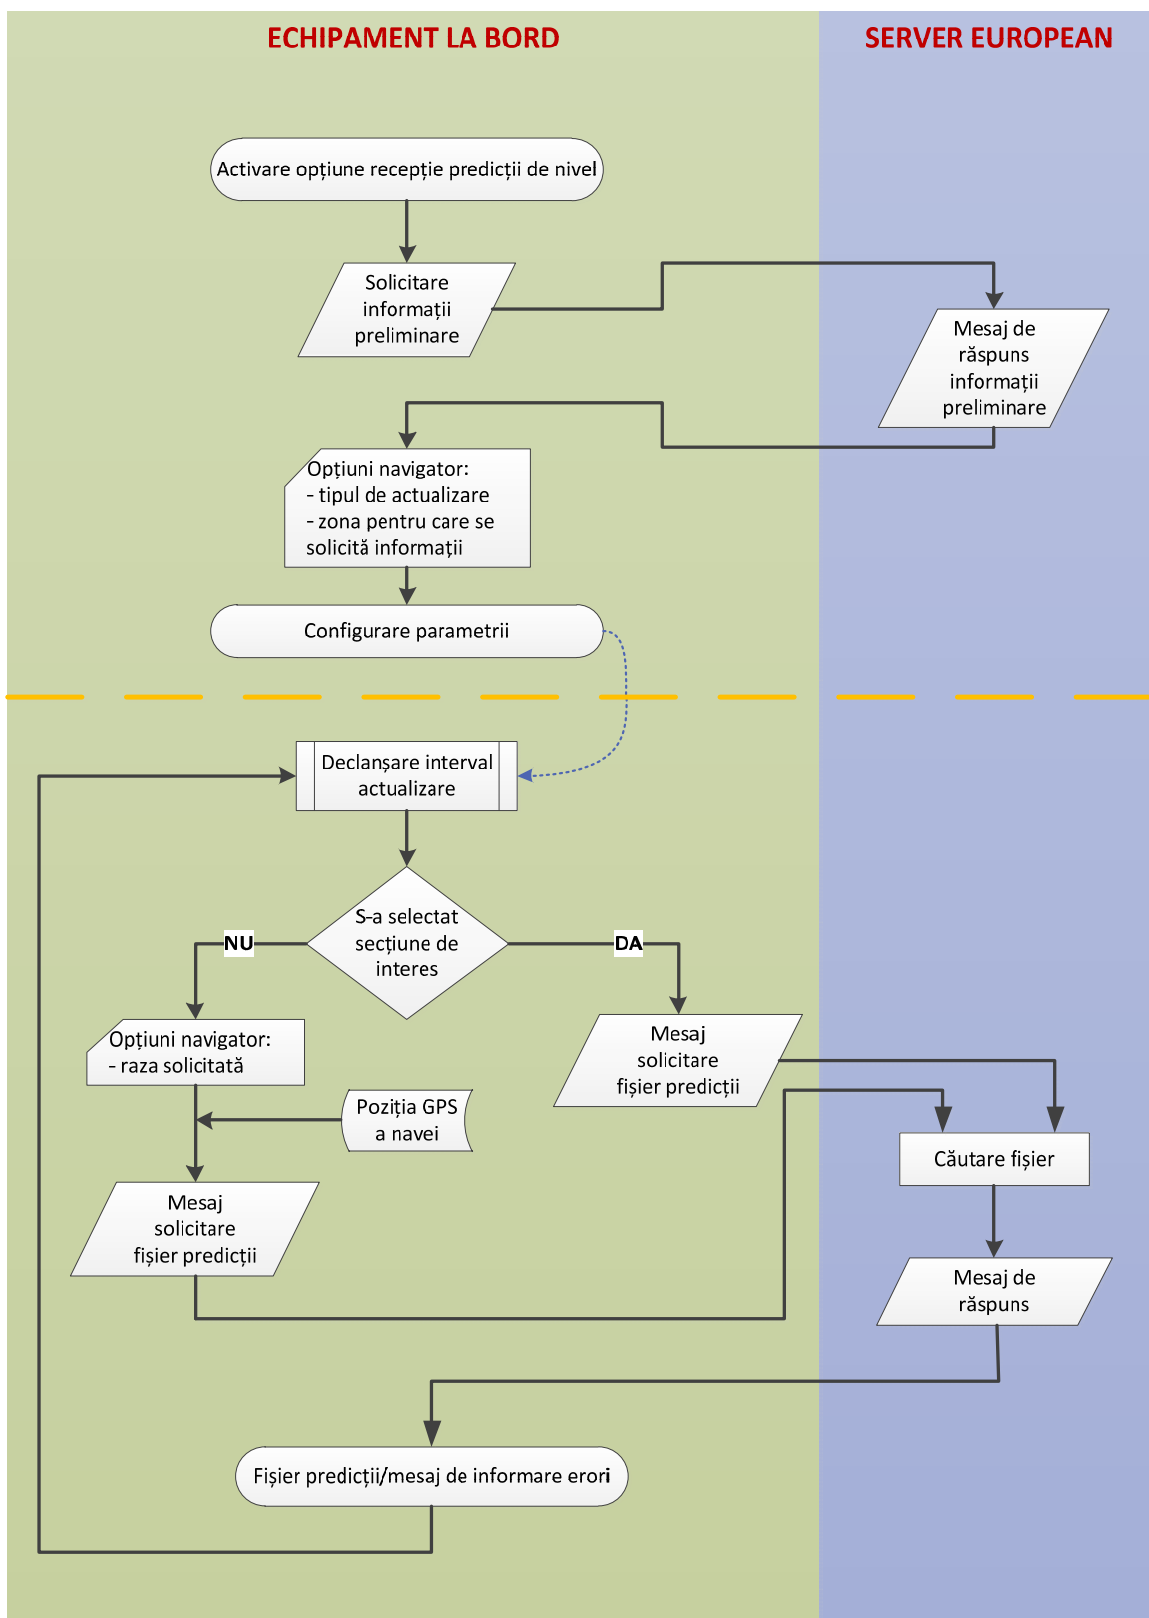 ECHIPAMENT LA BORD
SERVER EUROPEAN
Activare opțiune recepție predicții de nivel
Solicitare
informații
preliminare
Mesaj de
răspuns
informații
preliminare
Opțiuni navigator:
- tipul de actualizare
- zona pentru care se
solicită informații
Configurare parametrii
Declanșare interval
actualizare
S-a selectat
secțiune de
interes
NU
DA
Opțiuni navigator:
- raza solicitată
Mesaj
solicitare
fișier predicții
Poziția GPS
a navei
Căutare fișier
Mesaj
solicitare
fișier predicții
Mesaj de
răspuns
Fișier predicții/mesaj de informare erori